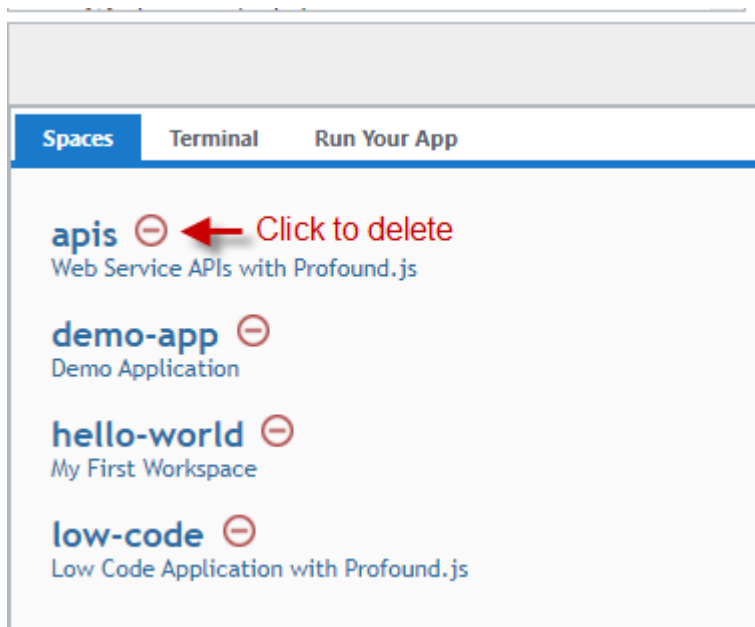 Spaces Terminal Run Your App
apis Click to delete
Web Service APIs with Profound.js
demo-app
Demo Application
hello-world
My First Workspace
low-code
Low Code Application with Profound.js